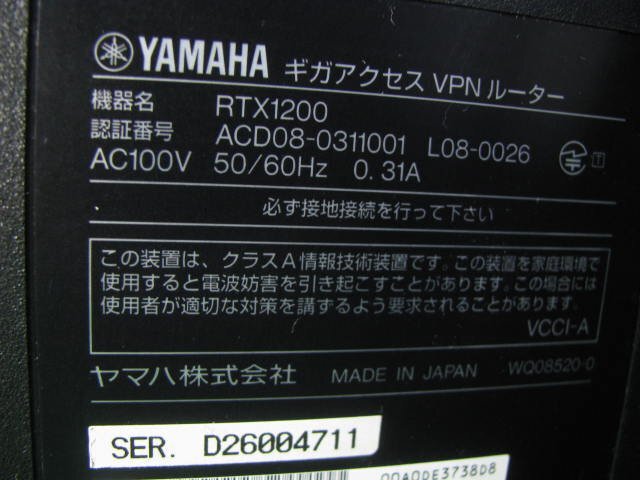 YAMAHA ギガアクセス VPN ルーター
機器名 RTX1200
認証番号 ACD08-0311001 L08-0026
AC100V 50/60Hz 0.31A
必ず接地接続を行って下さい
この装置は、クラスA情報技術装置です。この装置を家庭環境で
使用すると電波妨害を引き起こすことがあります。この場合には
使用者が適切な対策を講ずるよう要求されることがあります。
VCCI-A
ヤマハ株式会社 MADE IN JAPAN WQ08520-0
SER. D26004711
00A0DE3738D8